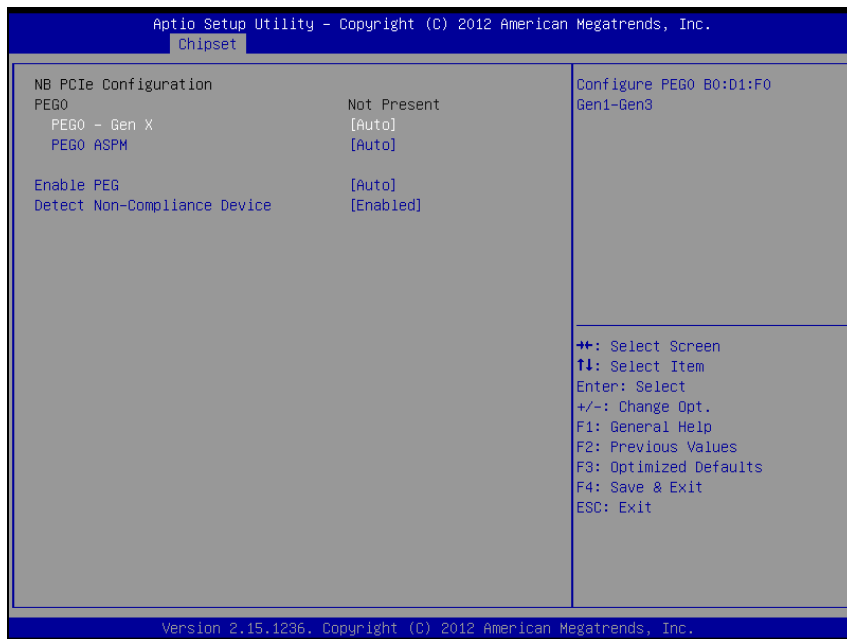 Aptio Setup Utility – Copyright (C) 2012 American Megatrends, Inc.
Chipset
NB PCIe Configuration
PEG0 Not Present
PEG0 – Gen X [Auto]
PEG0 ASPM [Auto]
Enable PEG [Auto]
Detect Non-Compliance Device [Enabled]
Configure PEG0 B0:D1:F0
Gen1-Gen3
→←: Select Screen
↑↓: Select Item
Enter: Select
+/-: Change Opt.
F1: General Help
F2: Previous Values
F3: Optimized Defaults
F4: Save & Exit
ESC: Exit
Version 2.15.1236. Copyright (C) 2012 American Megatrends, Inc.